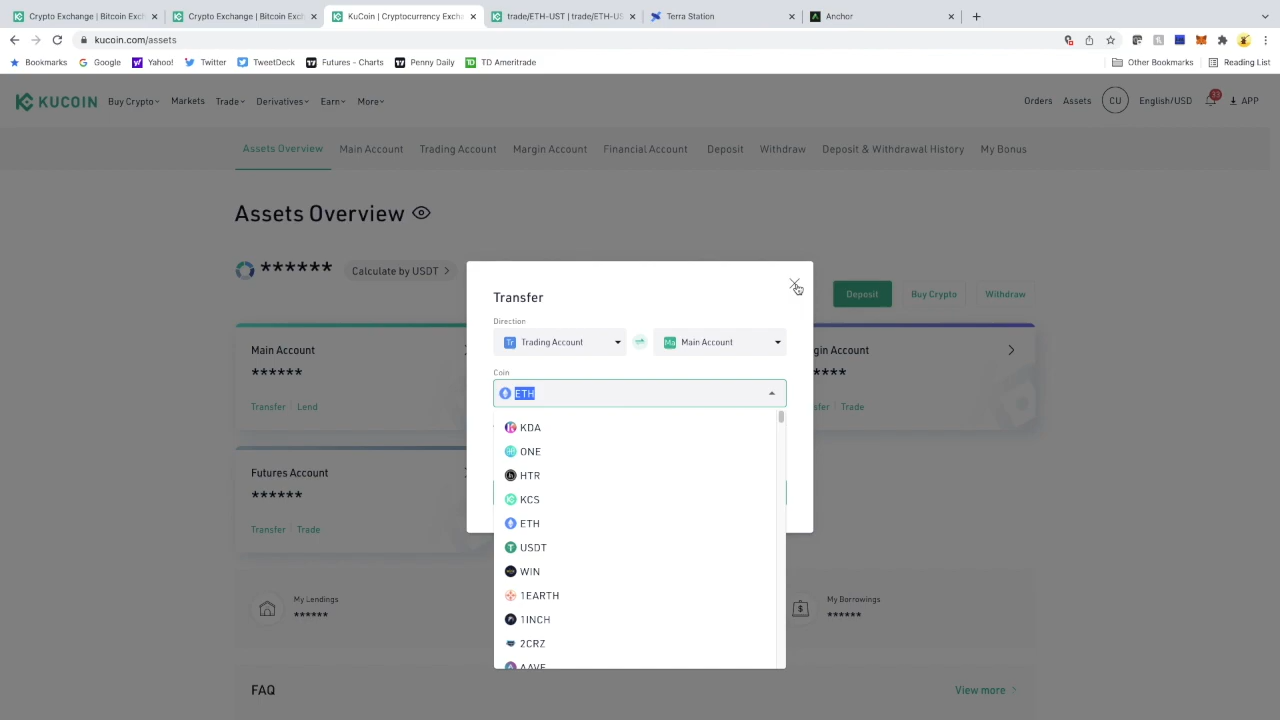 Crypto Exchange | Bitcoin Exch
Crypto Exchange | Bitcoin Exch
KuCoin | Cryptocurrency Excha
trade/ETH-UST | trade/ETH-US
Terra Station
Anchor
kucoin.com/assets
Bookmarks
Google
Yahoo!
Twitter
TweetDeck
Futures - Charts
Penny Daily
TD Ameritrade
Other Bookmarks
Reading List
KUCOIN
Buy Crypto
Markets
Trade
Derivatives
Earn
More
Orders
Assets
CU
English/USD
33
APP
Assets Overview
Main Account
Trading Account
Margin Account
Financial Account
Deposit
Withdraw
Deposit & Withdrawal History
My Bonus
Assets Overview
******
Calculate by USDT
Deposit
Buy Crypto
Withdraw
Transfer
Direction
Tr Trading Account
Ma Main Account
Coin
ETH
KDA
ONE
HTR
KCS
ETH
USDT
WIN
1EARTH
1INCH
2CRZ
AAVE
Main Account
******
Transfer
Lend
gin Account
****
sfer
Trade
Futures Account
******
Transfer
Trade
My Lendings
******
My Borrowings
******
FAQ
View more